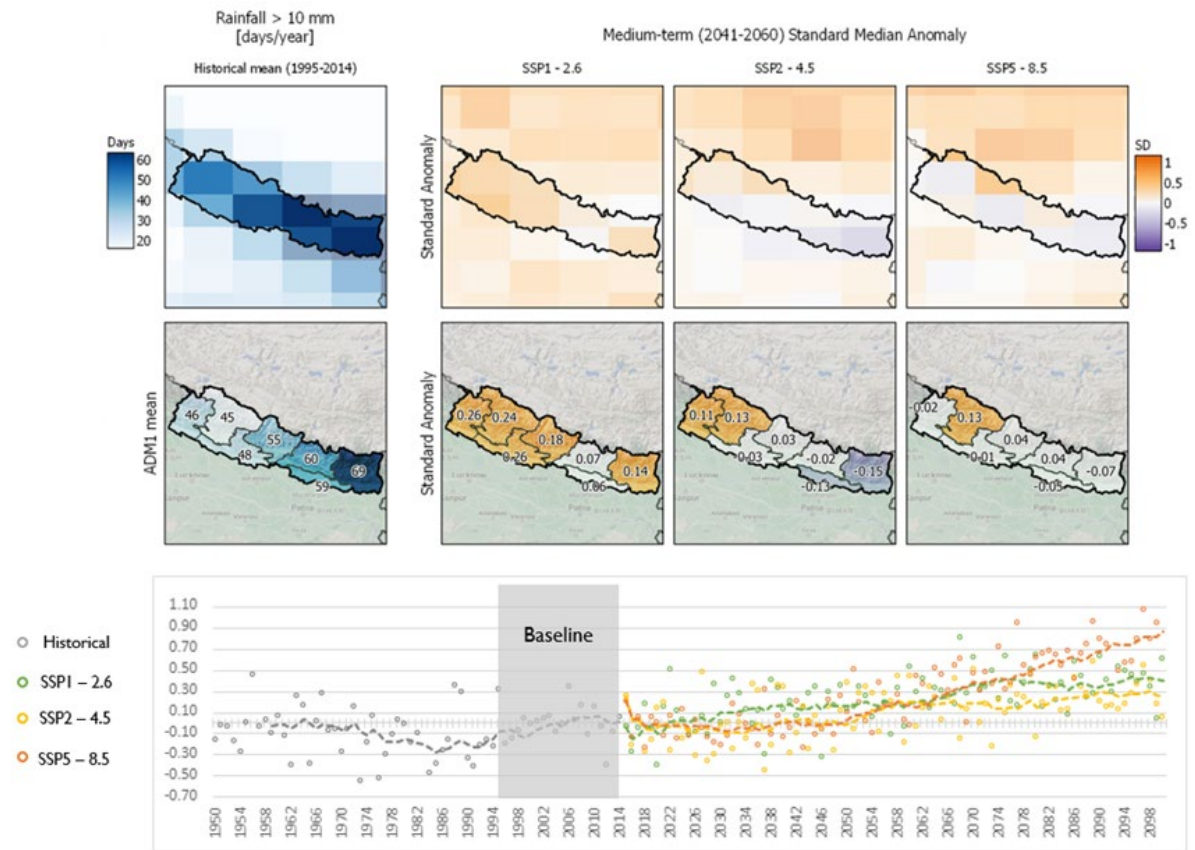 Rainfall > 10 mm
[days/year]
Medium-term (2041-2060) Standard Median Anomaly
Historical mean (1995-2014)
SSP1 - 2.6
SSP2 - 4.5
SSP5 - 8.5
Days
60
50
40
30
20
Standard Anomaly
SD
1
0.5
0
-0.5
-1
ADM1 mean
46
45
55
48
60
69
59
Standard Anomaly
0.26
0.24
0.18
0.26
0.07
0.14
0.06
0.11
0.13
0.03
0.03
-0.02
-0.15
-0.13
-0.02
0.13
0.04
0.01
0.04
-0.07
-0.05
1.10
0.90
0.70
0.50
0.30
0.10
-0.10
-0.30
-0.50
-0.70
Baseline
Historical
SSP1 – 2.6
SSP2 – 4.5
SSP5 – 8.5
1950 1954 1958 1962 1966 1970 1974 1978 1982 1986 1990 1994 1998 2002 2006 2010 2014 2018 2022 2026 2030 2034 2038 2042 2046 2050 2054 2058 2062 2066 2070 2074 2078 2082 2086 2090 2094 2098